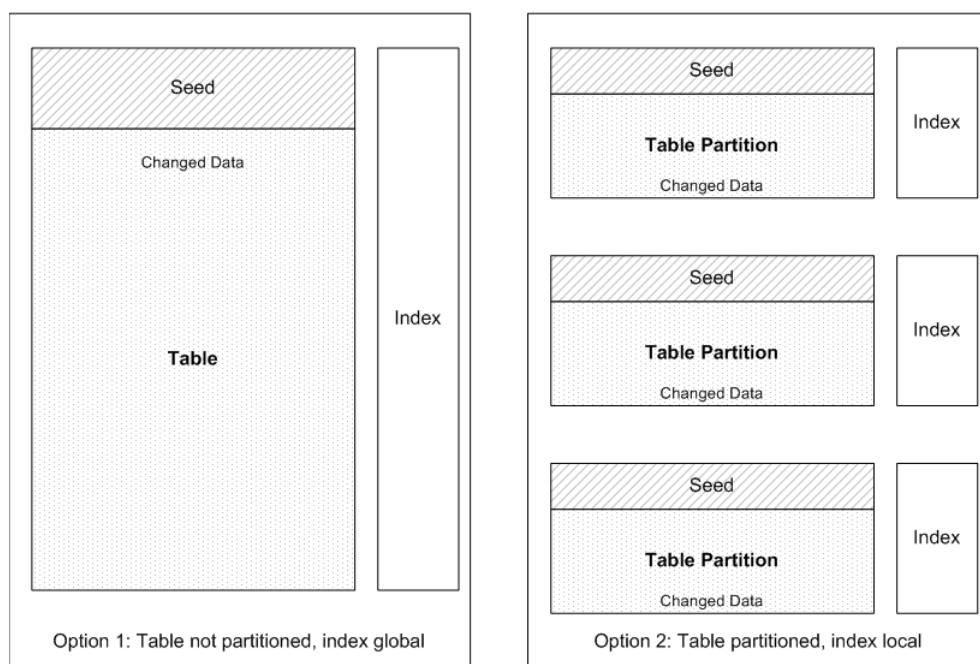 Seed
Changed Data
Index
Table
Option 1: Table not partitioned, index global
Seed
Table Partition
Index
Changed Data
Seed
Table Partition
Index
Changed Data
Seed
Table Partition
Index
Changed Data
Option 2: Table partitioned, index local